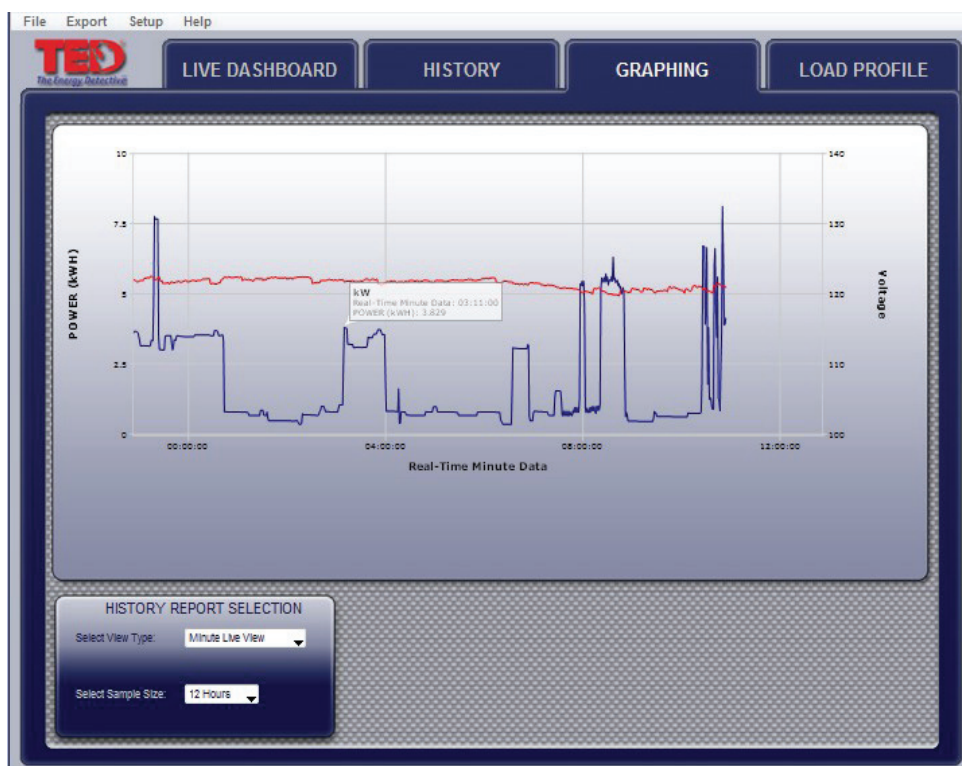 File Export Setup Help
TED
The Energy Detective
LIVE DASHBOARD
HISTORY
GRAPHING
LOAD PROFILE
10
7.5
5
2.5
0
POWER (kWH)
140
130
120
110
100
Voltage
kW
Real-Time Minute Data: 03:11:00
POWER (kWH): 3.829
00:00:00
04:00:00
08:00:00
12:00:00
Real-Time Minute Data
HISTORY REPORT SELECTION
Select View Type: Minute Live View
Select Sample Size: 12 Hours